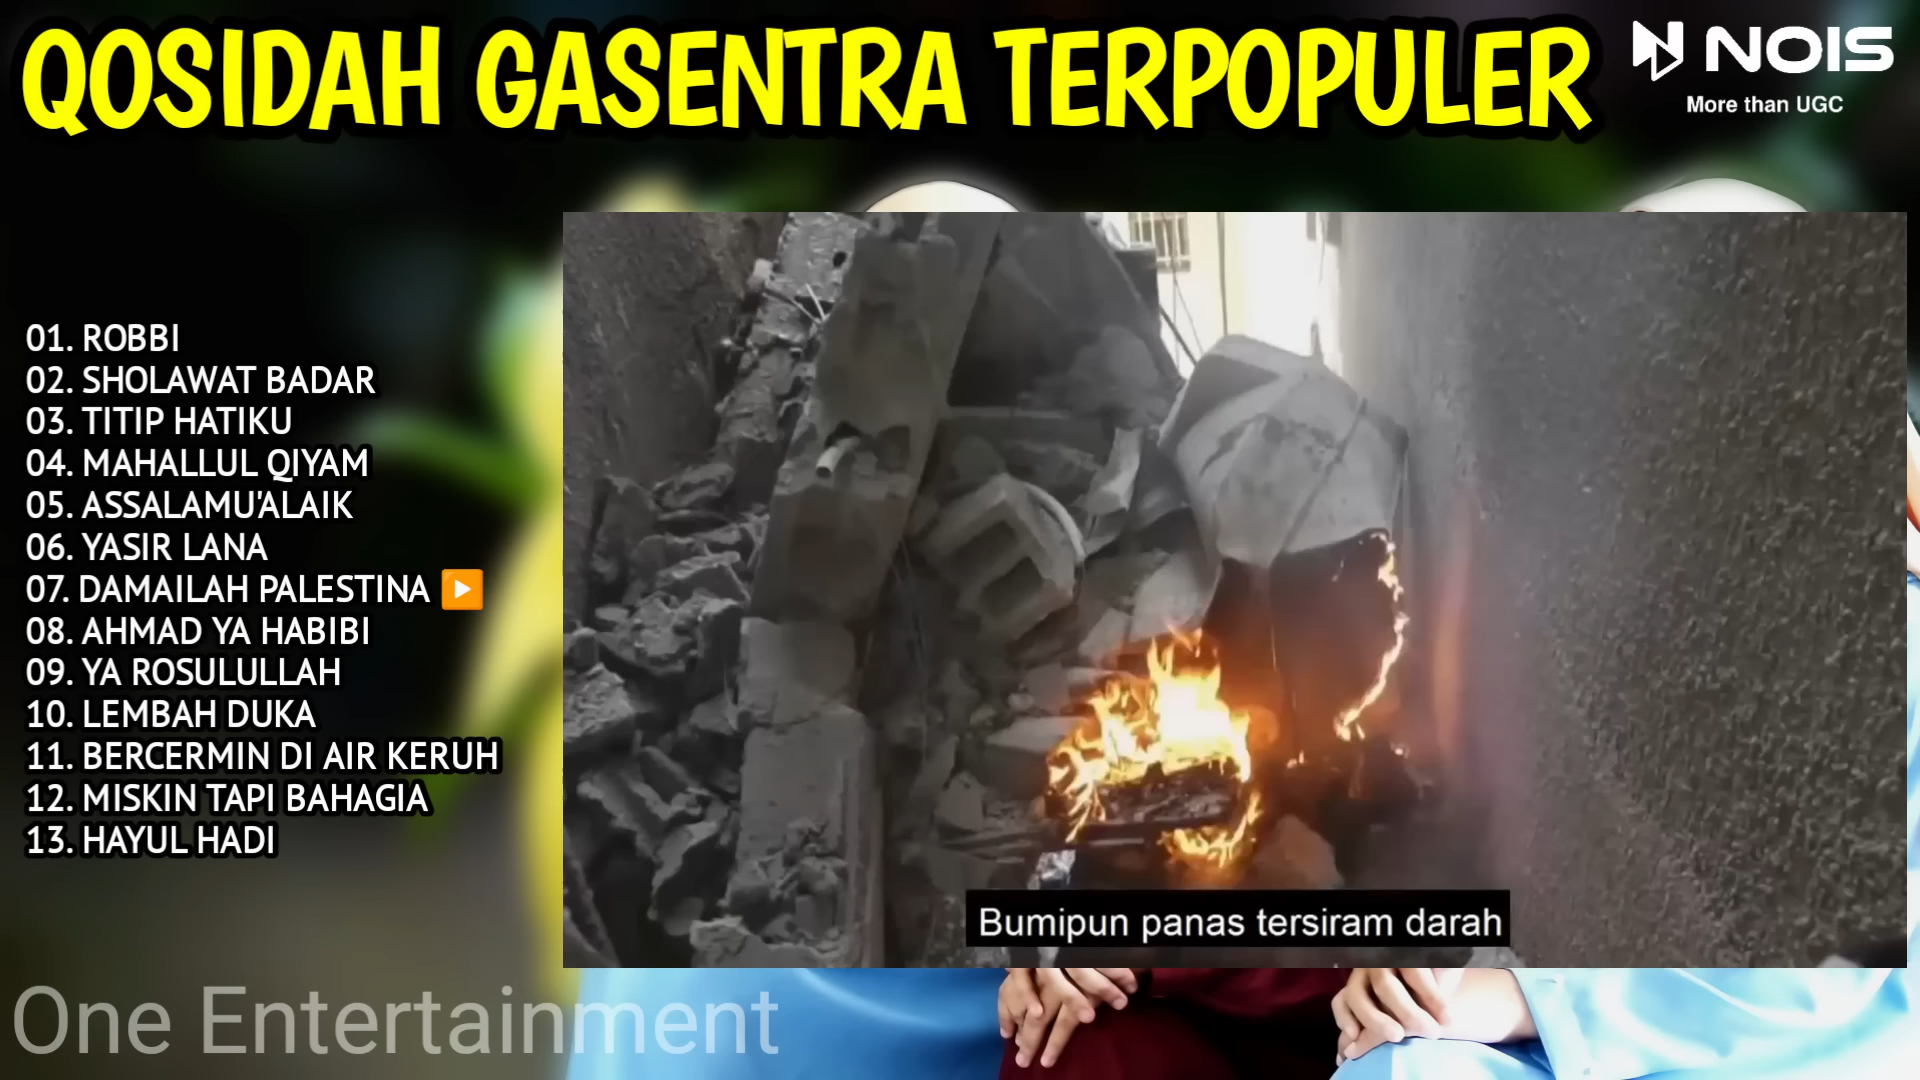 QOSIDAH GASENTRA TERPOPULER
NOIS
More than UGC
01. ROBBI
02. SHOLAWAT BADAR
03. TITIP HATIKU
04. MAHALLUL QIYAM
05. ASSALAMU'ALAIK
06. YASIR LANA
07. DAMAILAH PALESTINA
08. AHMAD YA HABIBI
09. YA ROSULULLAH
10. LEMBAH DUKA
11. BERCERMIN DI AIR KERUH
12. MISKIN TAPI BAHAGIA
13. HAYUL HADI
Bumipun panas tersiram darah
One Entertainment